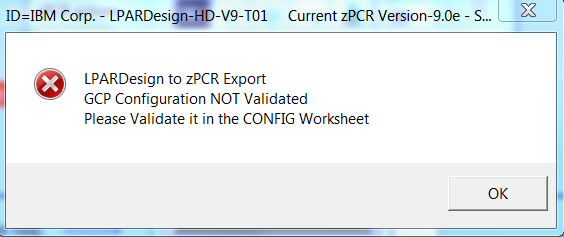 ID=IBM Corp. - LPARDesign-HD-V9-T01 Current zPCR Version-9.0e - S...
LPARDesign to zPCR Export
GCP Configuration NOT Validated
Please Validate it in the CONFIG Worksheet
OK